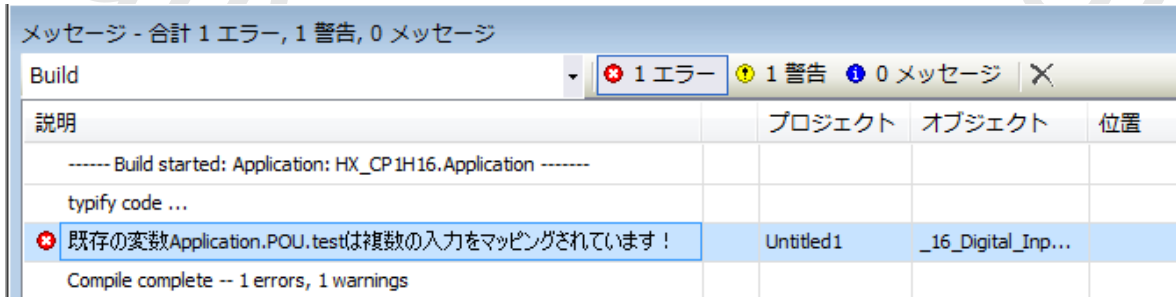 メッセージ - 合計 1 エラー, 1 警告, 0 メッセージ
Build 1 エラー 1 警告 0 メッセージ
説明 プロジェクト オブジェクト 位置
------ Build started: Application: HX_CP1H16.Application -------
typify code ...
既存の変数Application.POU.testは複数の入力をマッピングされています！ Untitled1 _16_Digital_Inp...
Compile complete -- 1 errors, 1 warnings